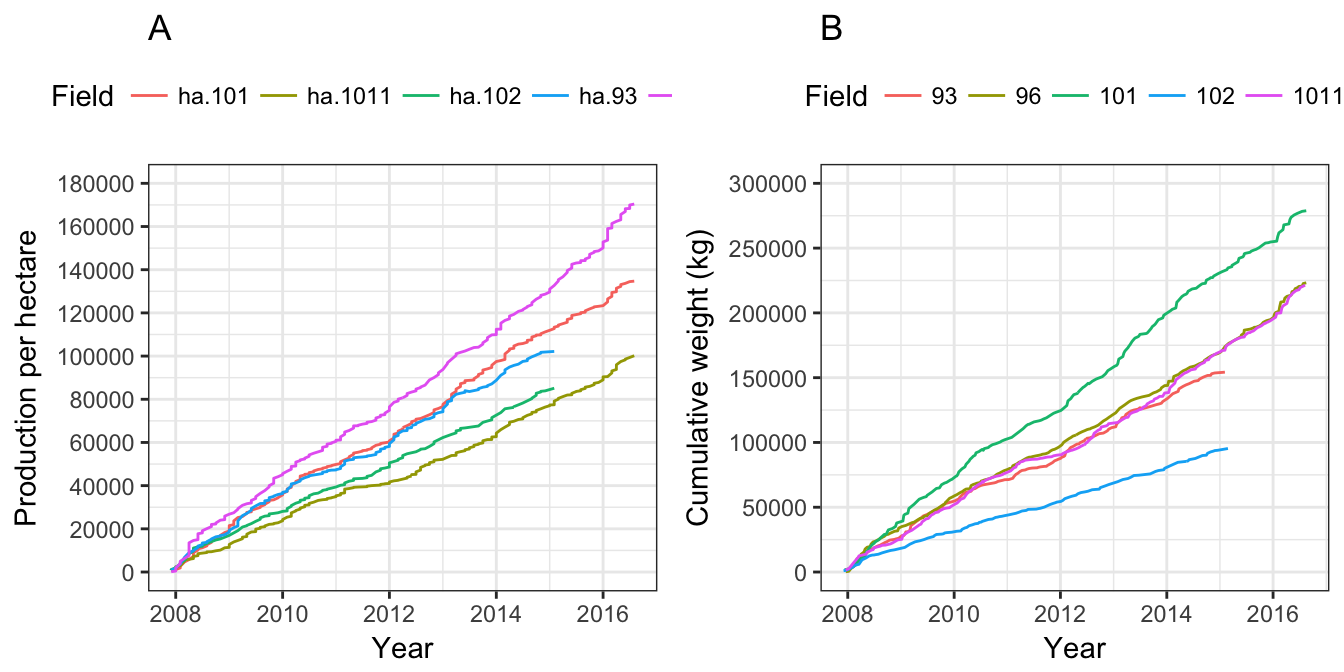 A
Field ha.101 ha.1011 ha.102 ha.93
180000
160000
140000
120000
100000
80000
60000
40000
20000
0
Production per hectare
2008 2010 2012 2014 2016
Year
B
Field 93 96 101 102 1011
300000
250000
200000
150000
100000
50000
0
Cumulative weight (kg)
2008 2010 2012 2014 2016
Year